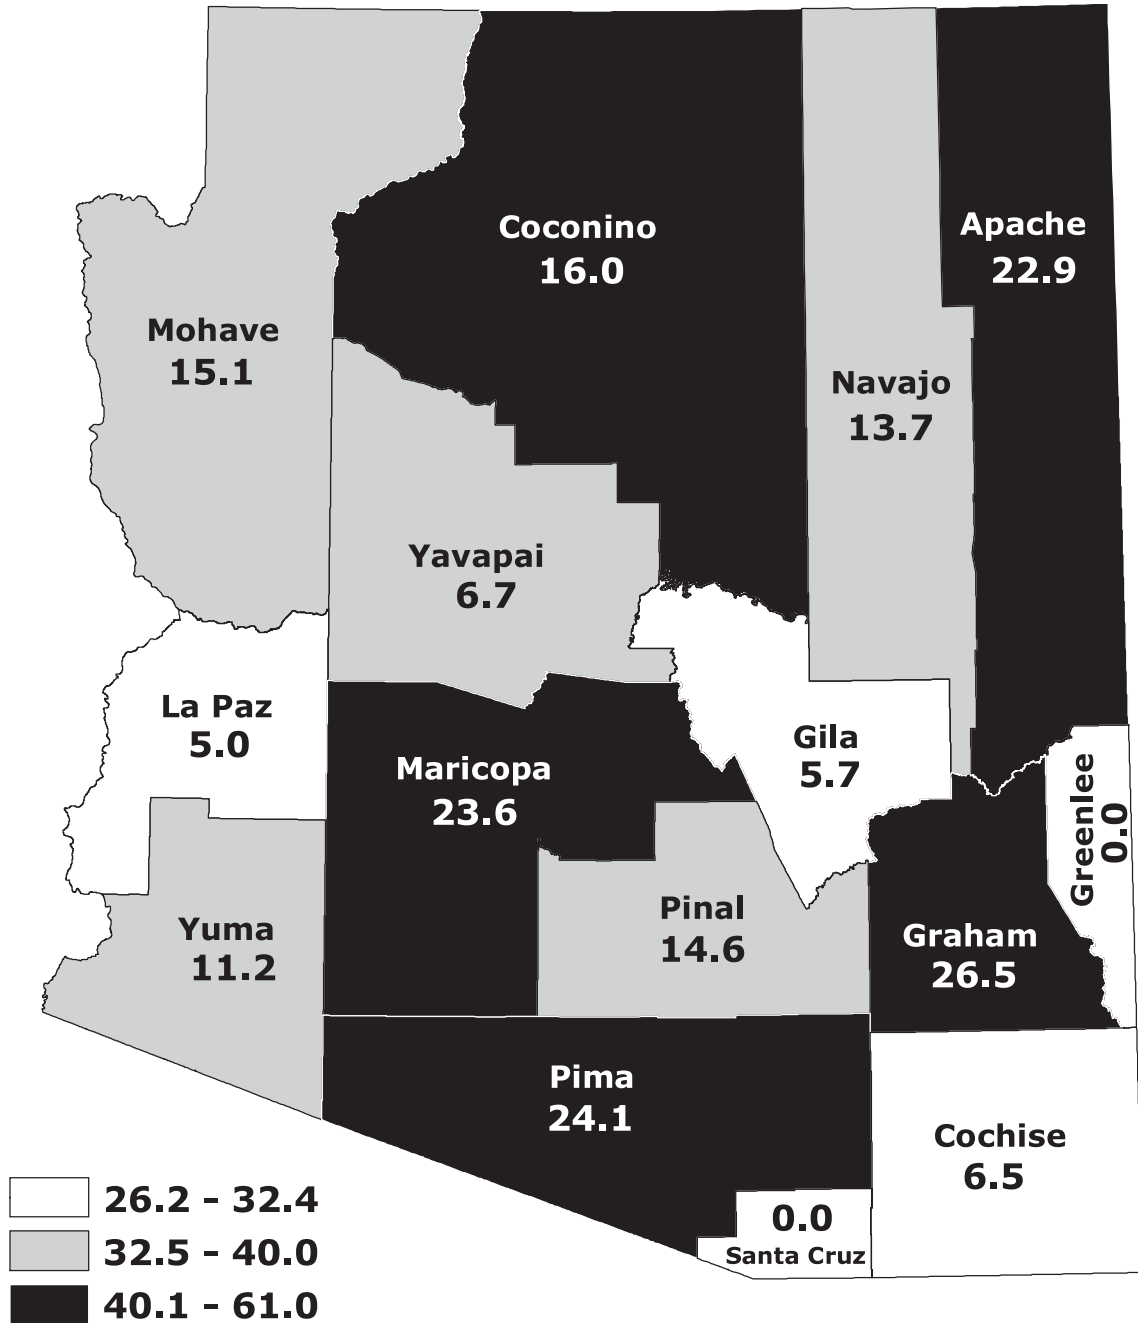 Coconino
16.0
Apache
22.9
Mohave
15.1
Navajo
13.7
Yavapai
6.7
La Paz
5.0
Gila
5.7
Maricopa
23.6
Greenlee
0.0
Pinal
14.6
Yuma
11.2
Graham
26.5
Pima
24.1
Cochise
6.5
0.0
Santa Cruz
26.2 - 32.4
32.5 - 40.0
40.1 - 61.0